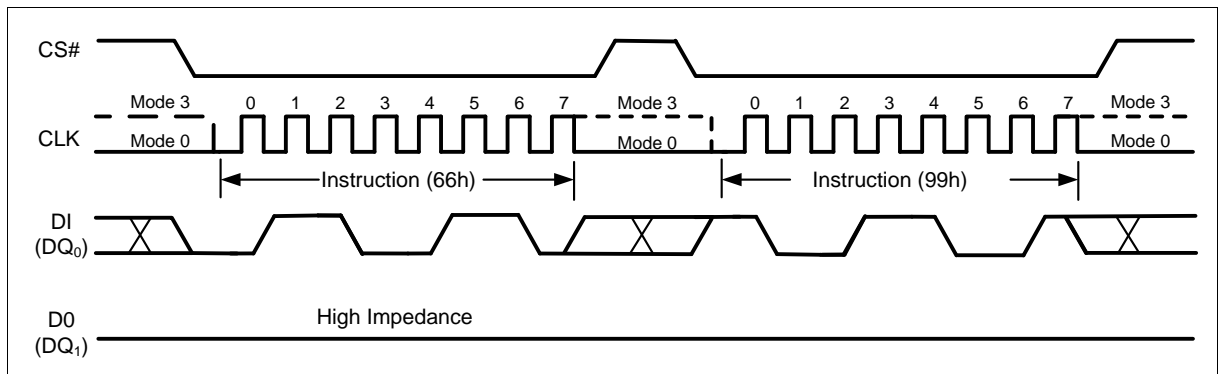 CS#
Mode 3 0 1 2 3 4 5 6 7 Mode 3 0 1 2 3 4 5 6 7 Mode 3
CLK
Mode 0 Mode 0 Mode 0
Instruction (66h) Instruction (99h)
DI
(DQ0)
D0 High Impedance
(DQ1)